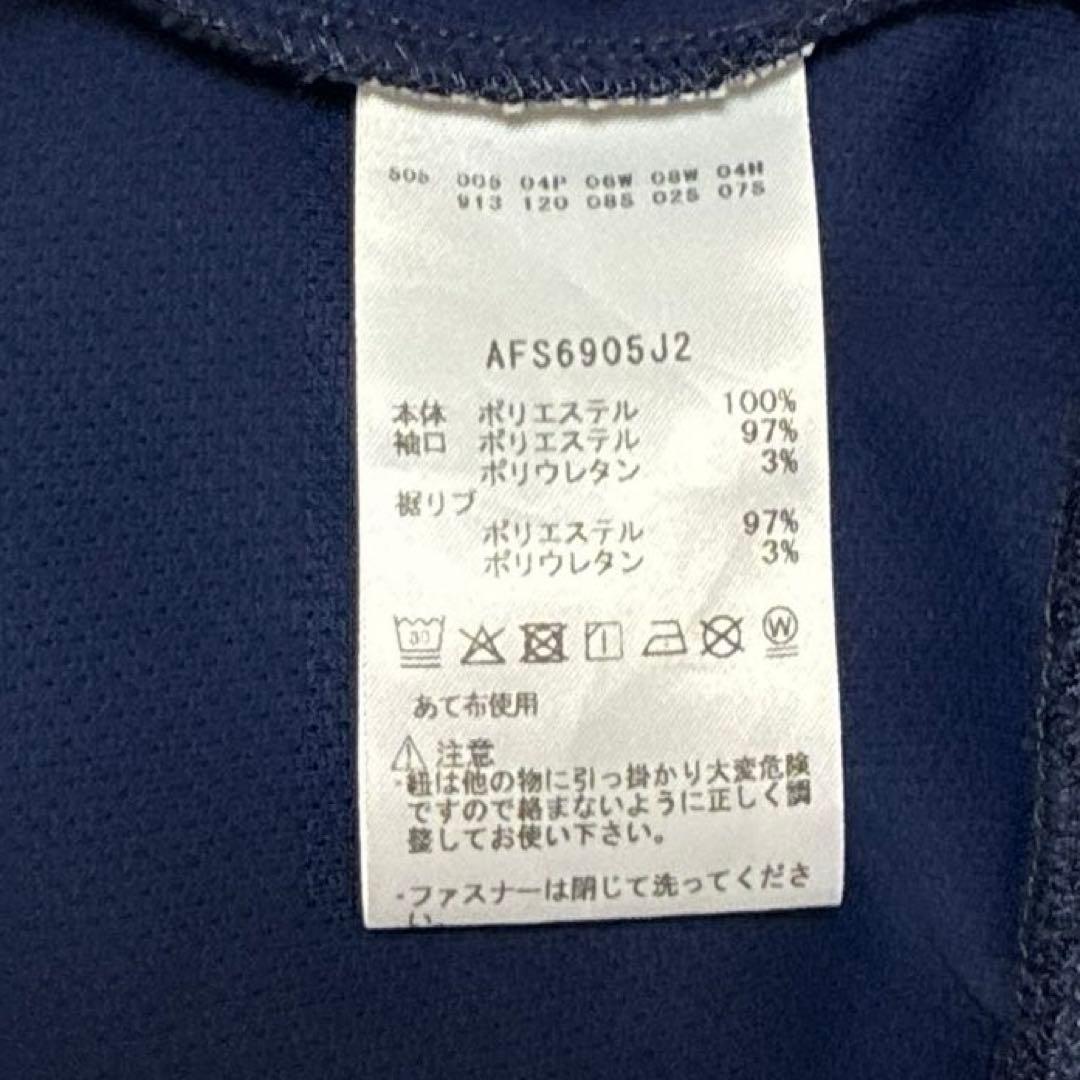 505 005 04P 06W 08W 04H
913 120 08S 02S 07S
AFS6905J2
本体 ポリエステル 100%
袖口 ポリエステル 97%
ポリウレタン 3%
裾リブ
ポリエステル 97%
ポリウレタン 3%
30 W
あて布使用
注意
・紐は他の物に引っ掛かり大変危険
ですので絡まないように正しく調
整してお使い下さい。
・ファスナーは閉じて洗ってくださ
い。